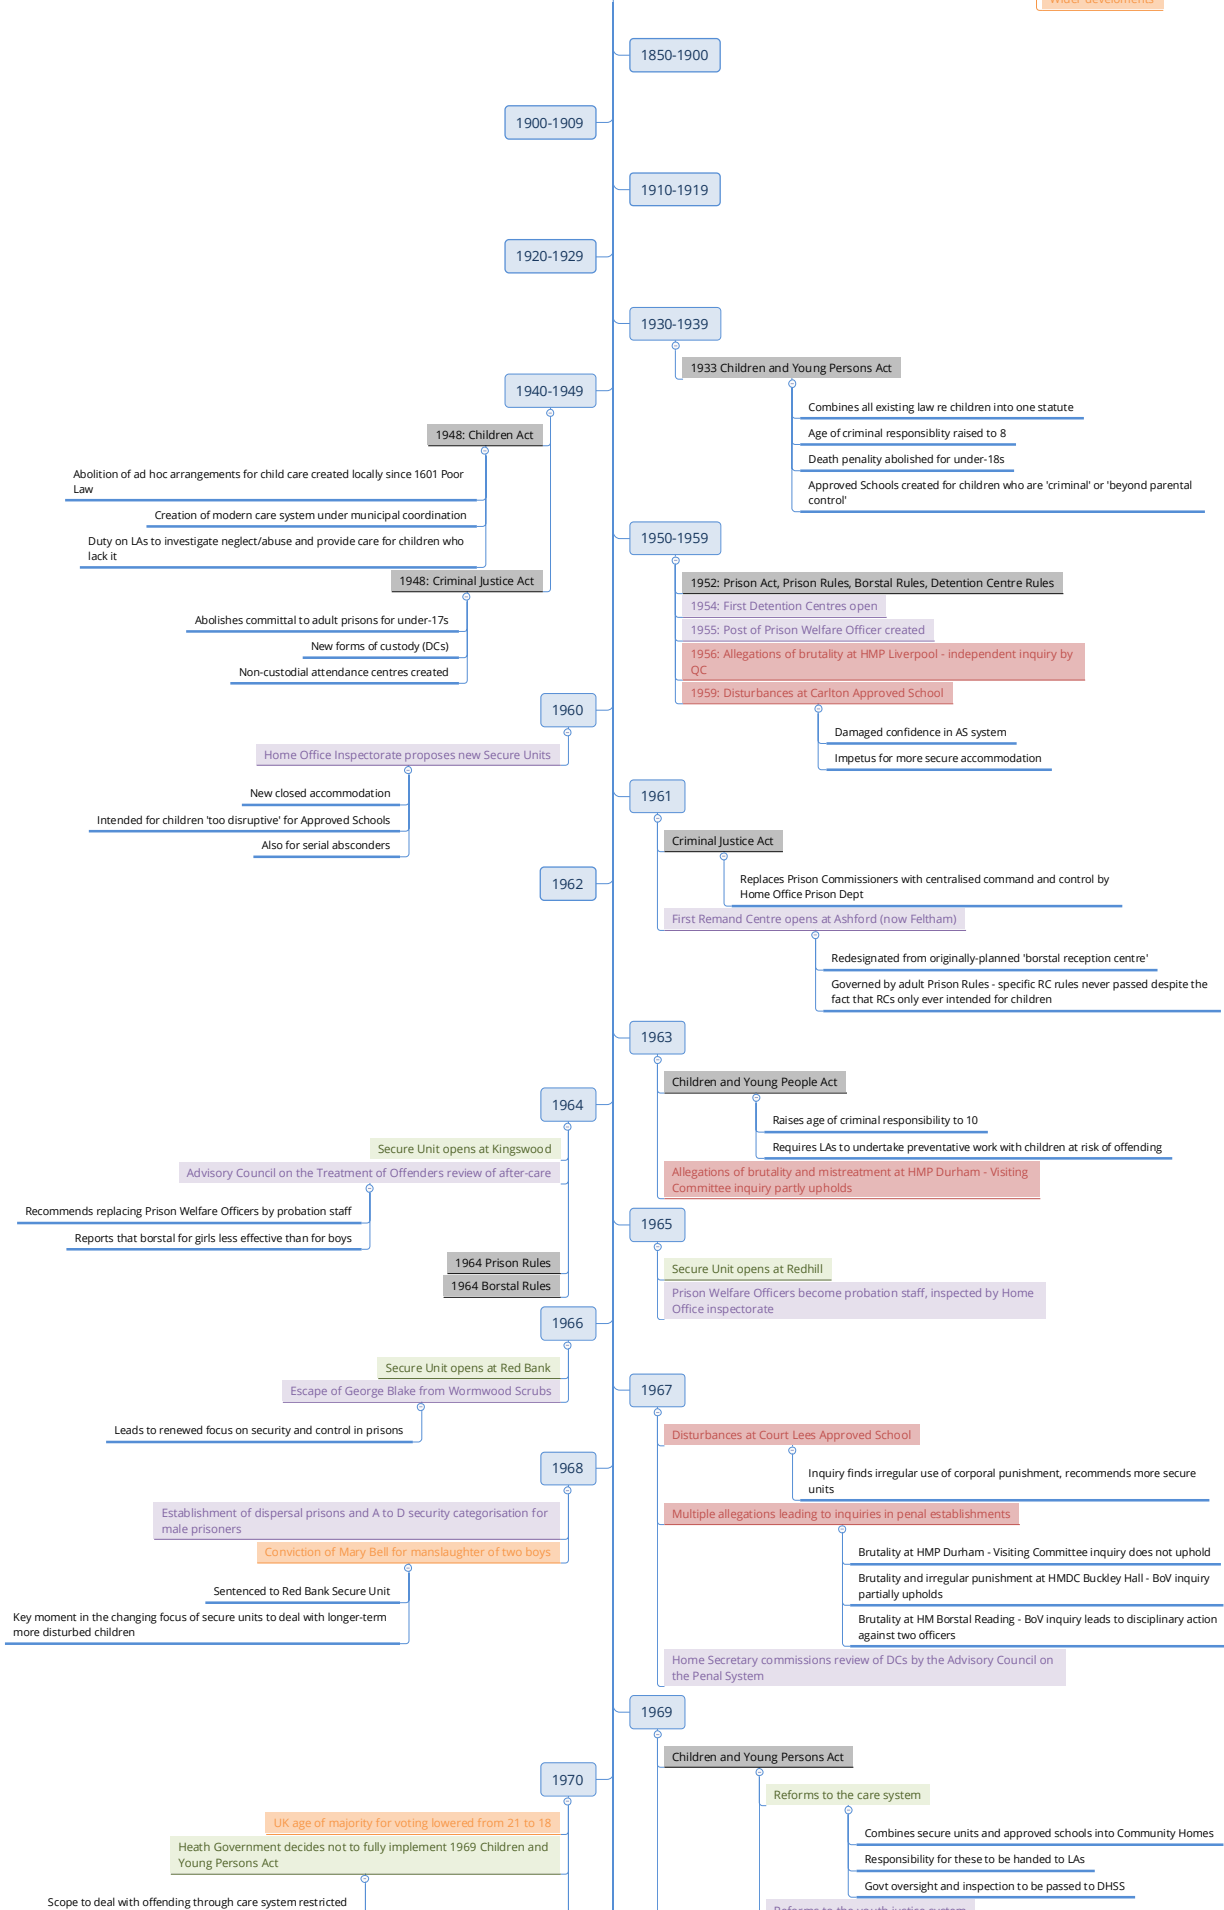 Wider develoments
1850-1900
1900-1909
1910-1919
1920-1929
1930-1939
1933 Children and Young Persons Act
Combines all existing law re children into one statute
Age of criminal responsiblity raised to 8
Death penality abolished for under-18s
Approved Schools created for children who are 'criminal' or 'beyond parental
control'
1940-1949
1948: Children Act
Abolition of ad hoc arrangements for child care created locally since 1601 Poor
Law
Creation of modern care system under municipal coordination
Duty on LAs to investigate neglect/abuse and provide care for children who
lack it
1948: Criminal Justice Act
Abolishes committal to adult prisons for under-17s
New forms of custody (DCs)
Non-custodial attendance centres created
1950-1959
1952: Prison Act, Prison Rules, Borstal Rules, Detention Centre Rules
1954: First Detention Centres open
1955: Post of Prison Welfare Officer created
1956: Allegations of brutality at HMP Liverpool - independent inquiry by
QC
1959: Disturbances at Carlton Approved School
Damaged confidence in AS system
Impetus for more secure accommodation
1960
Home Office Inspectorate proposes new Secure Units
New closed accommodation
Intended for children 'too disruptive' for Approved Schools
Also for serial absconders
1961
Criminal Justice Act
Replaces Prison Commissioners with centralised command and control by
Home Office Prison Dept
First Remand Centre opens at Ashford (now Feltham)
Redesignated from originally-planned 'borstal reception centre'
Governed by adult Prison Rules - specific RC rules never passed despite the
fact that RCs only ever intended for children
1962
1963
Children and Young People Act
Raises age of criminal responsibility to 10
Requires LAs to undertake preventative work with children at risk of offending
Allegations of brutality and mistreatment at HMP Durham - Visiting
Committee inquiry partly upholds
1964
Secure Unit opens at Kingswood
Advisory Council on the Treatment of Offenders review of after-care
Recommends replacing Prison Welfare Officers by probation staff
Reports that borstal for girls less effective than for boys
1964 Prison Rules
1964 Borstal Rules
1965
Secure Unit opens at Redhill
Prison Welfare Officers become probation staff, inspected by Home
Office inspectorate
1966
Secure Unit opens at Red Bank
Escape of George Blake from Wormwood Scrubs
Leads to renewed focus on security and control in prisons
1967
Disturbances at Court Lees Approved School
Inquiry finds irregular use of corporal punishment, recommends more secure
units
Multiple allegations leading to inquiries in penal establishments
Brutality at HMP Durham - Visiting Committee inquiry does not uphold
Brutality and irregular punishment at HMDC Buckley Hall - BoV inquiry
partially upholds
Brutality at HM Borstal Reading - BoV inquiry leads to disciplinary action
against two officers
Home Secretary commissions review of DCs by the Advisory Council on
the Penal System
1968
Establishment of dispersal prisons and A to D security categorisation for
male prisoners
Conviction of Mary Bell for manslaughter of two boys
Sentenced to Red Bank Secure Unit
Key moment in the changing focus of secure units to deal with longer-term
more disturbed children
1969
Children and Young Persons Act
Reforms to the care system
Combines secure units and approved schools into Community Homes
Responsibility for these to be handed to LAs
Govt oversight and inspection to be passed to DHSS
Reforms to the youth justice system
1970
UK age of majority for voting lowered from 21 to 18
Heath Government decides not to fully implement 1969 Children and
Young Persons Act
Scope to deal with offending through care system restricted